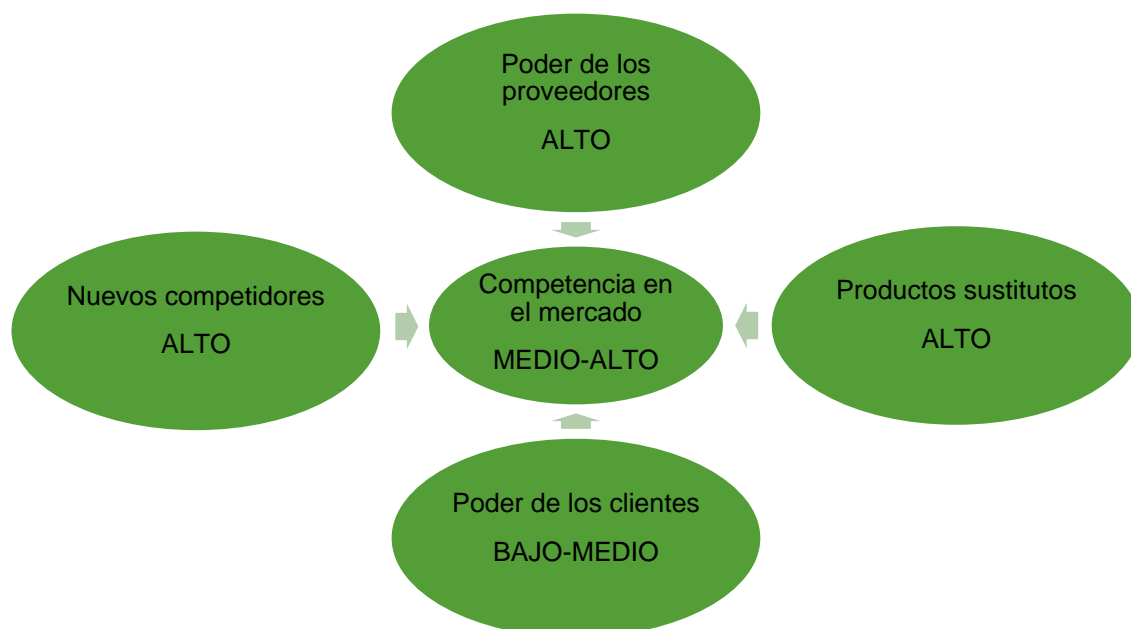 Poder de los
proveedores
ALTO
Nuevos competidores
ALTO
Competencia en
el mercado
MEDIO-ALTO
Productos sustitutos
ALTO
Poder de los clientes
BAJO-MEDIO